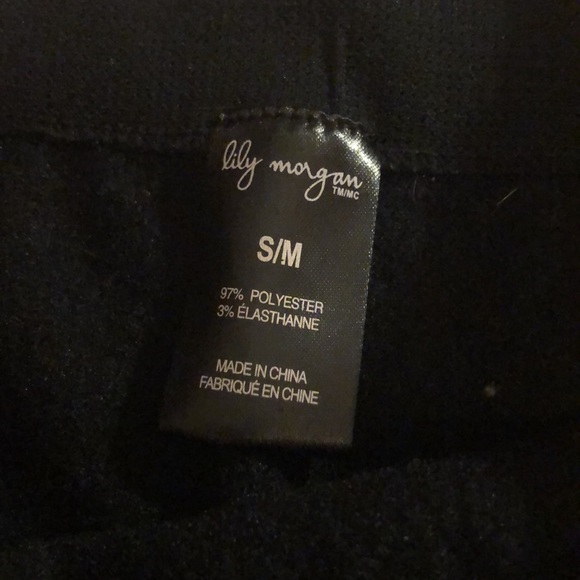 lily morgan
TM/MC
S/M
97% POLYESTER
3% ÉLASTHANNE
MADE IN CHINA
FABRIQUÉ EN CHINE